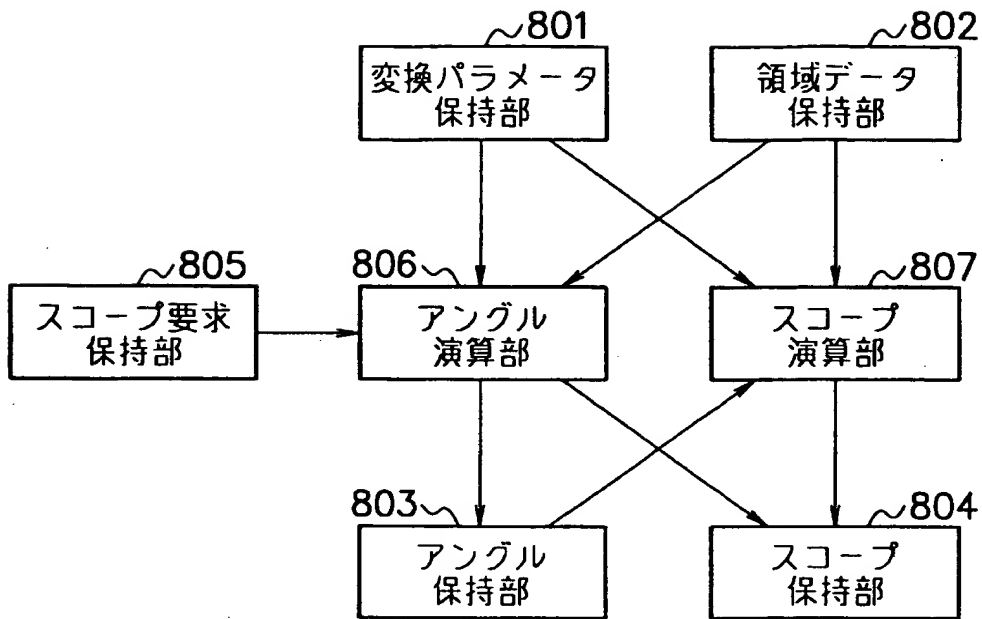 801
変換パラメータ
保持部
802
領域データ
保持部
805
スコープ要求
保持部
806
アングル
演算部
807
スコープ
演算部
803
アングル
保持部
804
スコープ
保持部